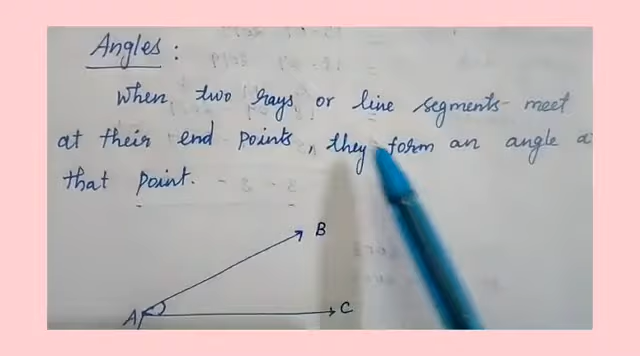 Angles :
When two rays or line segments meet
at their end points, they form an angle a
that point.
B
A
C